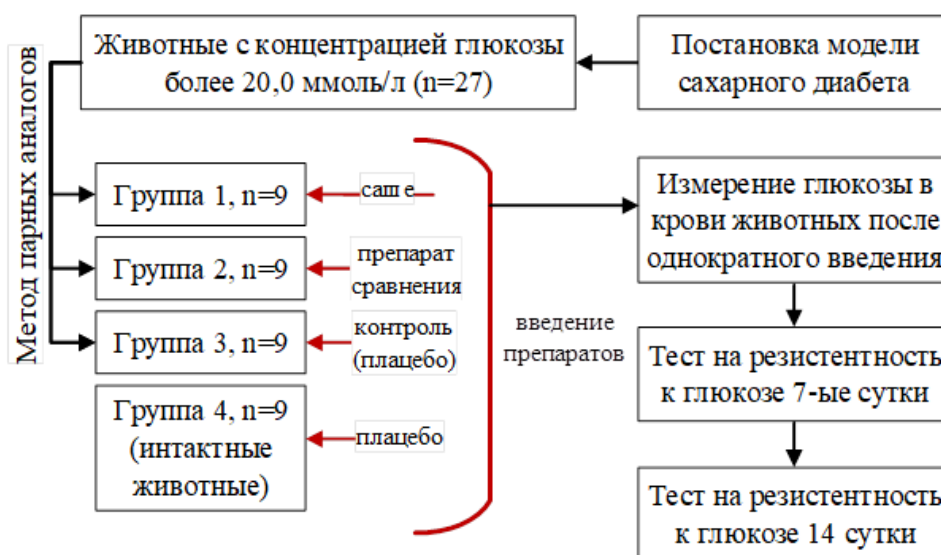 Животные с концентрацией глюкозы
более 20,0 ммоль/л (n=27)
Постановка модели
сахарного диабета
Метод парных аналогов
Группа 1, n=9
саше
Группа 2, n=9
препарат
сравнения
Группа 3, n=9
контроль
(плацебо)
Группа 4, n=9
(интактные
животные)
плацебо
введение
препаратов
Измерение глюкозы в
крови животных после
однократного введения
Тест на резистентность
к глюкозе 7-ые сутки
Тест на резистентность
к глюкозе 14 сутки